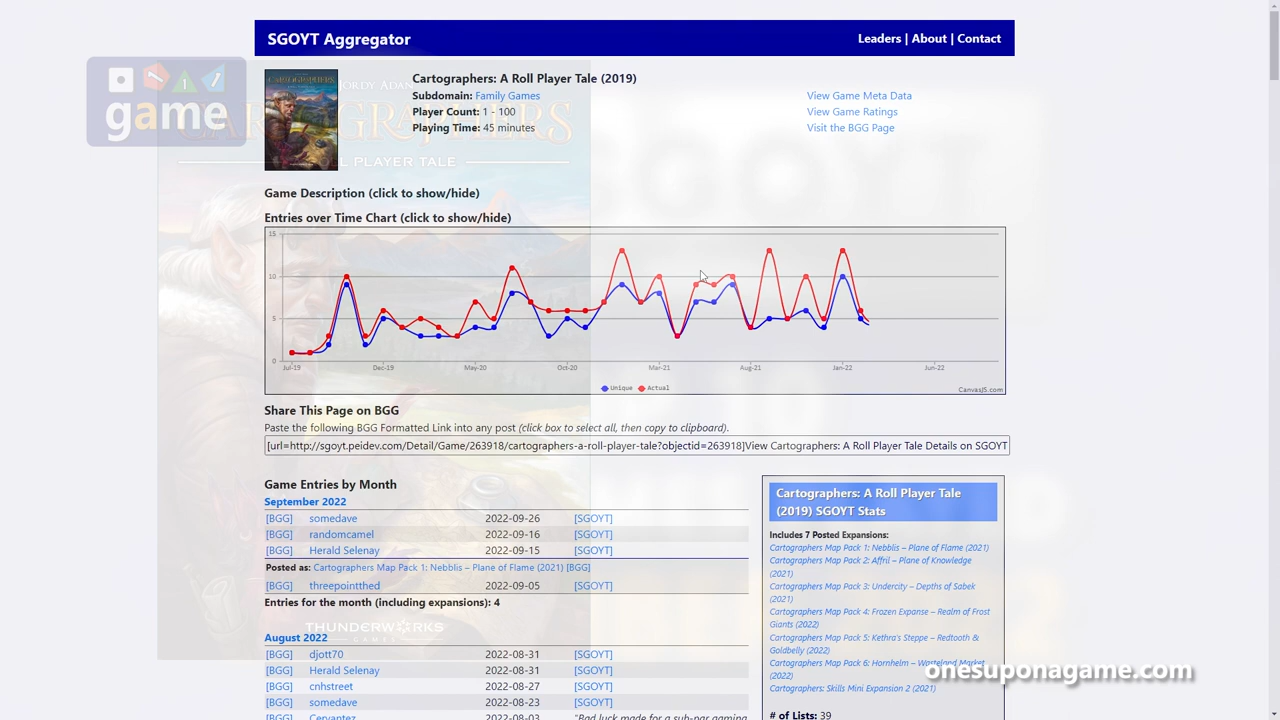 SGOYT Aggregator
Leaders | About | Contact
game
Cartographers: A Roll Player Tale (2019)
Subdomain: Family Games
Player Count: 1 - 100
Playing Time: 45 minutes
View Game Meta Data
View Game Ratings
Visit the BGG Page
Game Description (click to show/hide)
Entries over Time Chart (click to show/hide)
15
10
5
0
Jul-19
Dec-19
May-20
Oct-20
Mar-21
Aug-21
Jan-22
Jun-22
Unique
Actual
CanvasJS.com
Share This Page on BGG
Paste the following BGG Formatted Link into any post (click box to select all, then copy to clipboard).
[url=http://sgoyt.peidev.com/Detail/Game/263918/cartographers-a-roll-player-tale?objectid=263918]View Cartographers: A Roll Player Tale Details on SGOYT
Game Entries by Month
September 2022
[BGG] somedave 2022-09-26 [SGOYT]
[BGG] randomcamel 2022-09-16 [SGOYT]
[BGG] Herald Selenay 2022-09-15 [SGOYT]
Posted as: Cartographers Map Pack 1: Nebblis – Plane of Flame (2021) [BGG]
[BGG] threepointthed 2022-09-05 [SGOYT]
Entries for the month (including expansions): 4
THUNDERWORKS
GAMES
August 2022
[BGG] djott70 2022-08-31 [SGOYT]
[BGG] Herald Selenay 2022-08-31 [SGOYT]
[BGG] cnhstreet 2022-08-27 [SGOYT]
[BGG] somedave 2022-08-23 [SGOYT]
[BGG] Cervantez 2022-08-03 "Bad luck made for a sub-par gaming
Cartographers: A Roll Player Tale
(2019) SGOYT Stats
Includes 7 Posted Expansions:
Cartographers Map Pack 1: Nebblis – Plane of Flame (2021)
Cartographers Map Pack 2: Affril – Plane of Knowledge
(2021)
Cartographers Map Pack 3: Undercity – Depths of Sabek
(2021)
Cartographers Map Pack 4: Frozen Expanse – Realm of Frost
Giants (2022)
Cartographers Map Pack 5: Kethra's Steppe – Redtooth &
Goldbelly (2022)
Cartographers Map Pack 6: Hornhelm – Wasteland Market
(2022)
Cartographers: Skills Mini Expansion 2 (2021)
# of Lists: 39
onesuponagame.com